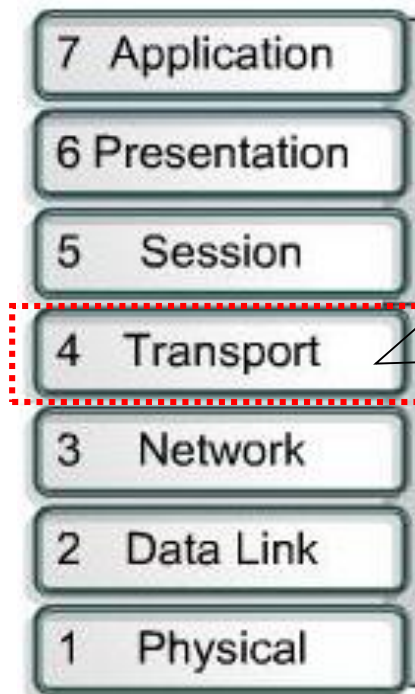 7 Application
6 Presentation
5 Session
4 Transport
3 Network
2 Data Link
1 Physical